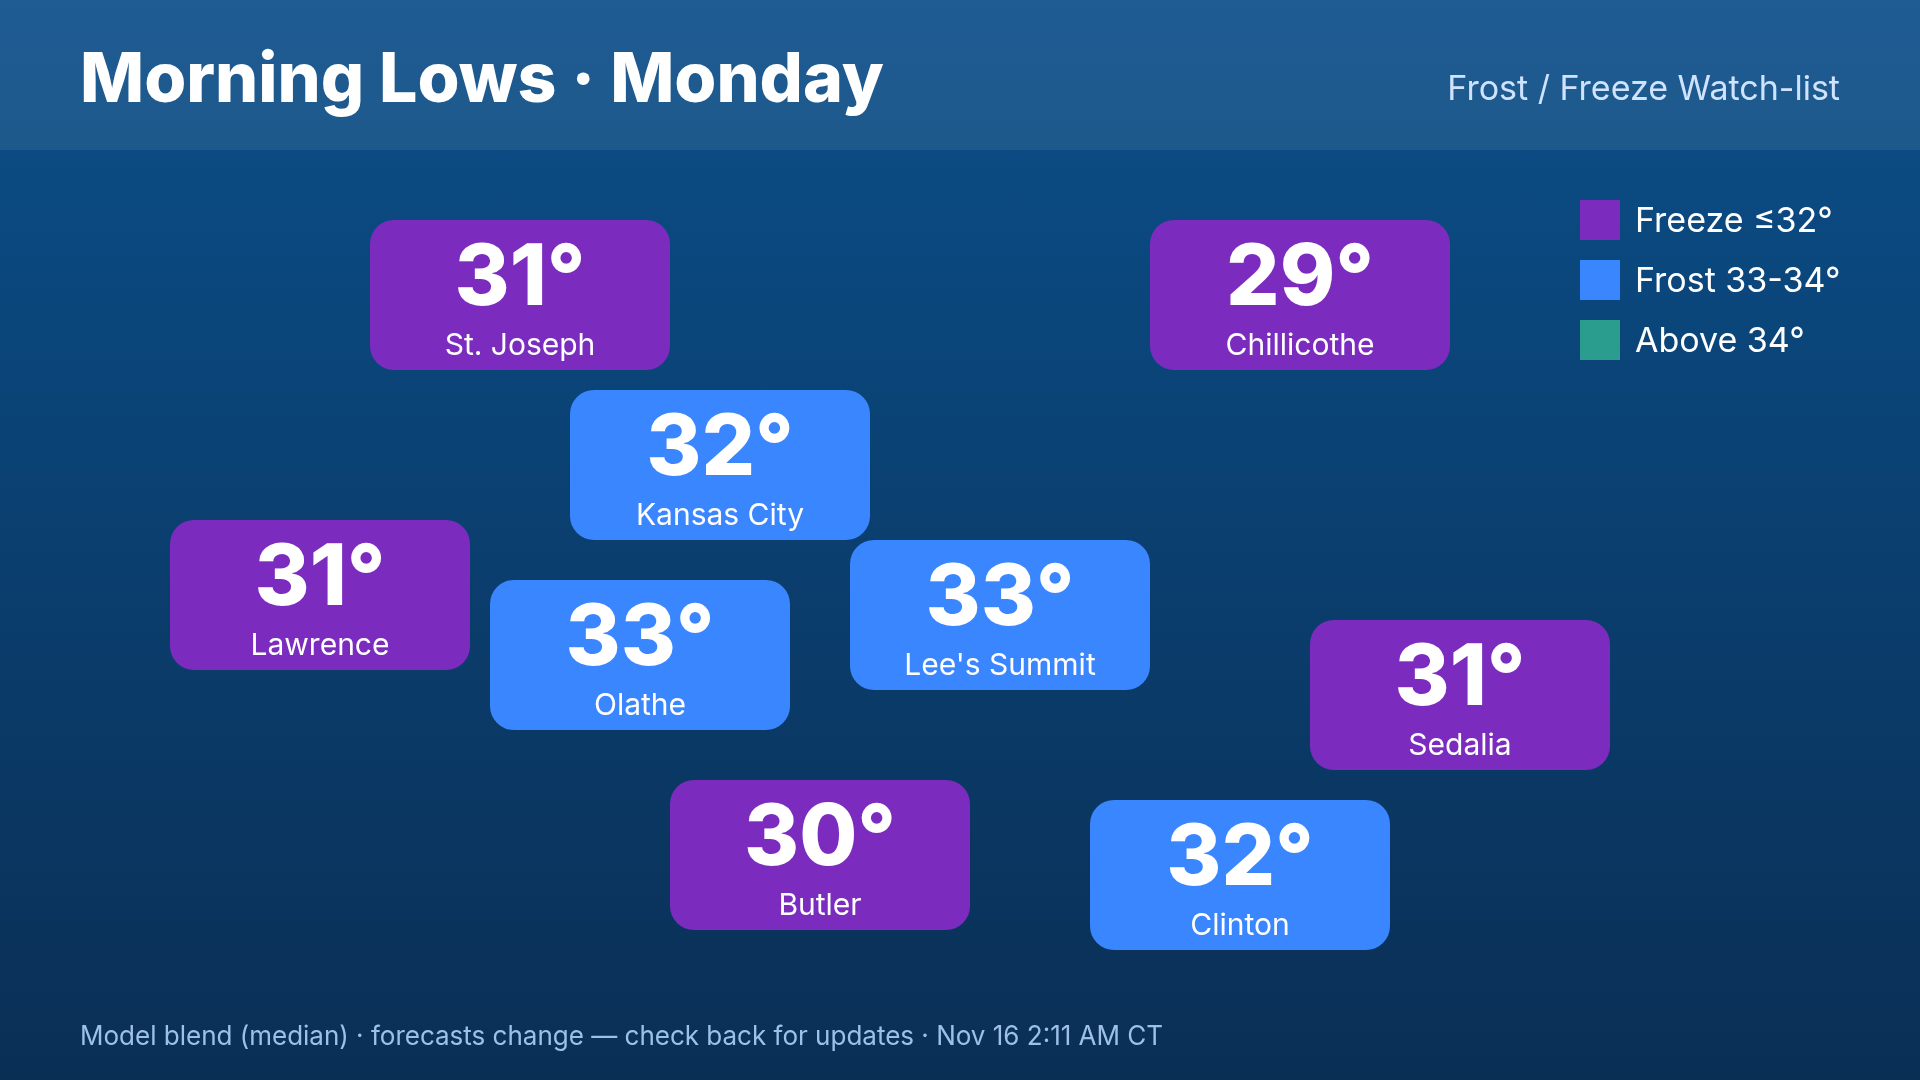 Morning Lows · Monday
Frost / Freeze Watch-list
Freeze ≤32°
Frost 33-34°
Above 34°
31°
St. Joseph
29°
Chillicothe
32°
Kansas City
31°
Lawrence
33°
Olathe
33°
Lee's Summit
31°
Sedalia
30°
Butler
32°
Clinton
Model blend (median) · forecasts change — check back for updates · Nov 16 2:11 AM CT